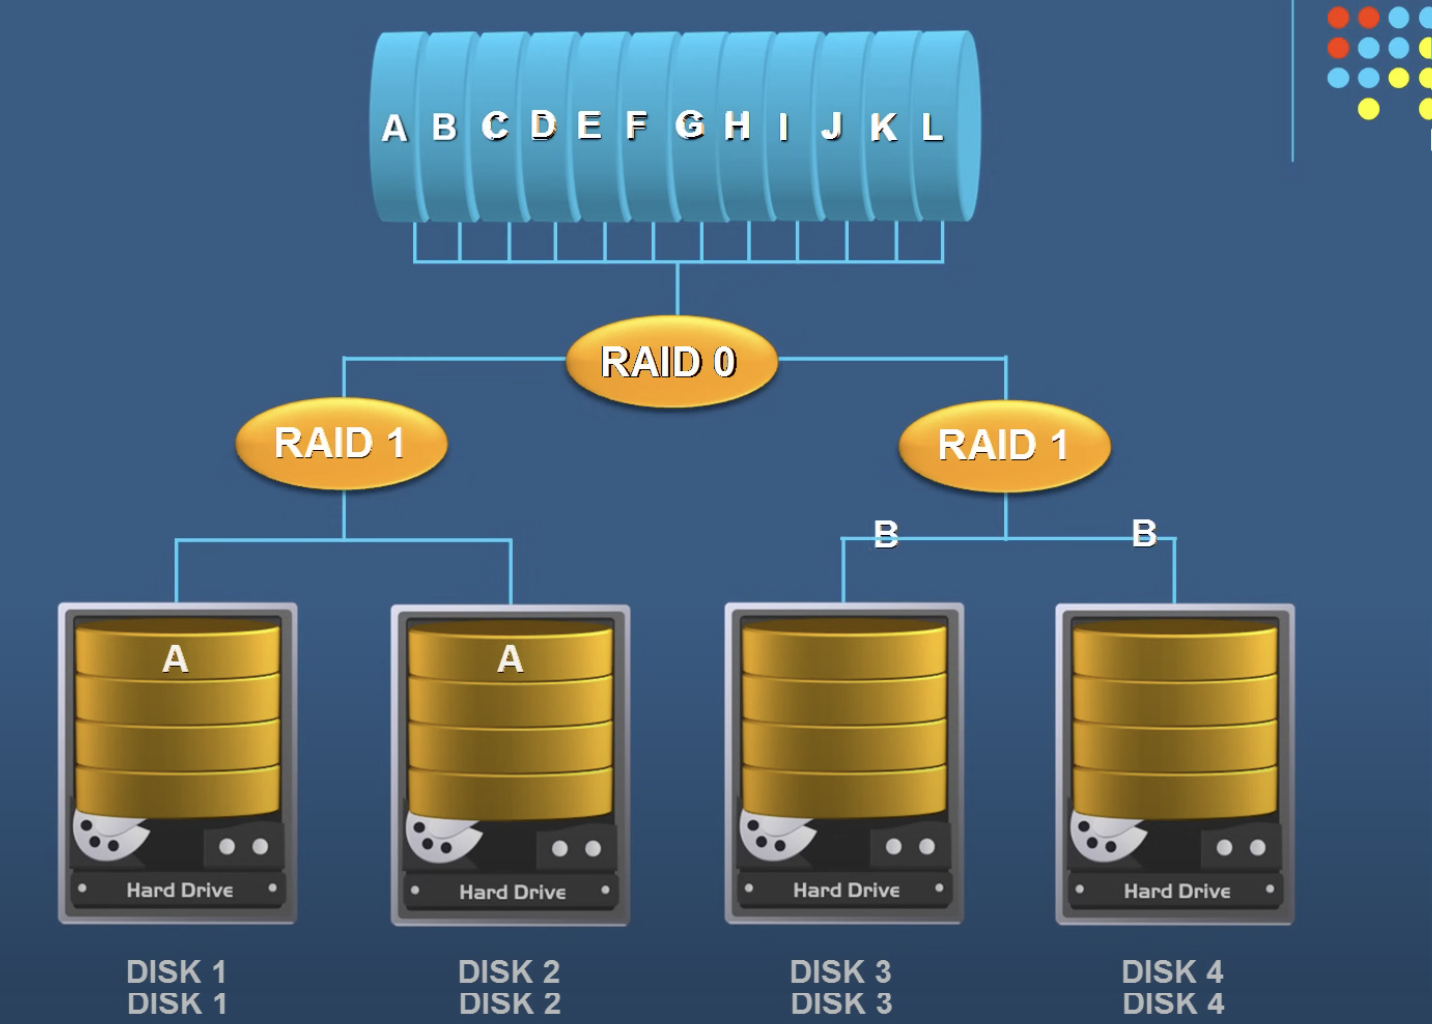 A B C D E F G H I J K L
RAID 0
RAID 1 RAID 1
B B
A A
Hard Drive Hard Drive Hard Drive Hard Drive
DISK 1 DISK 2 DISK 3 DISK 4
DISK 1 DISK 2 DISK 3 DISK 4